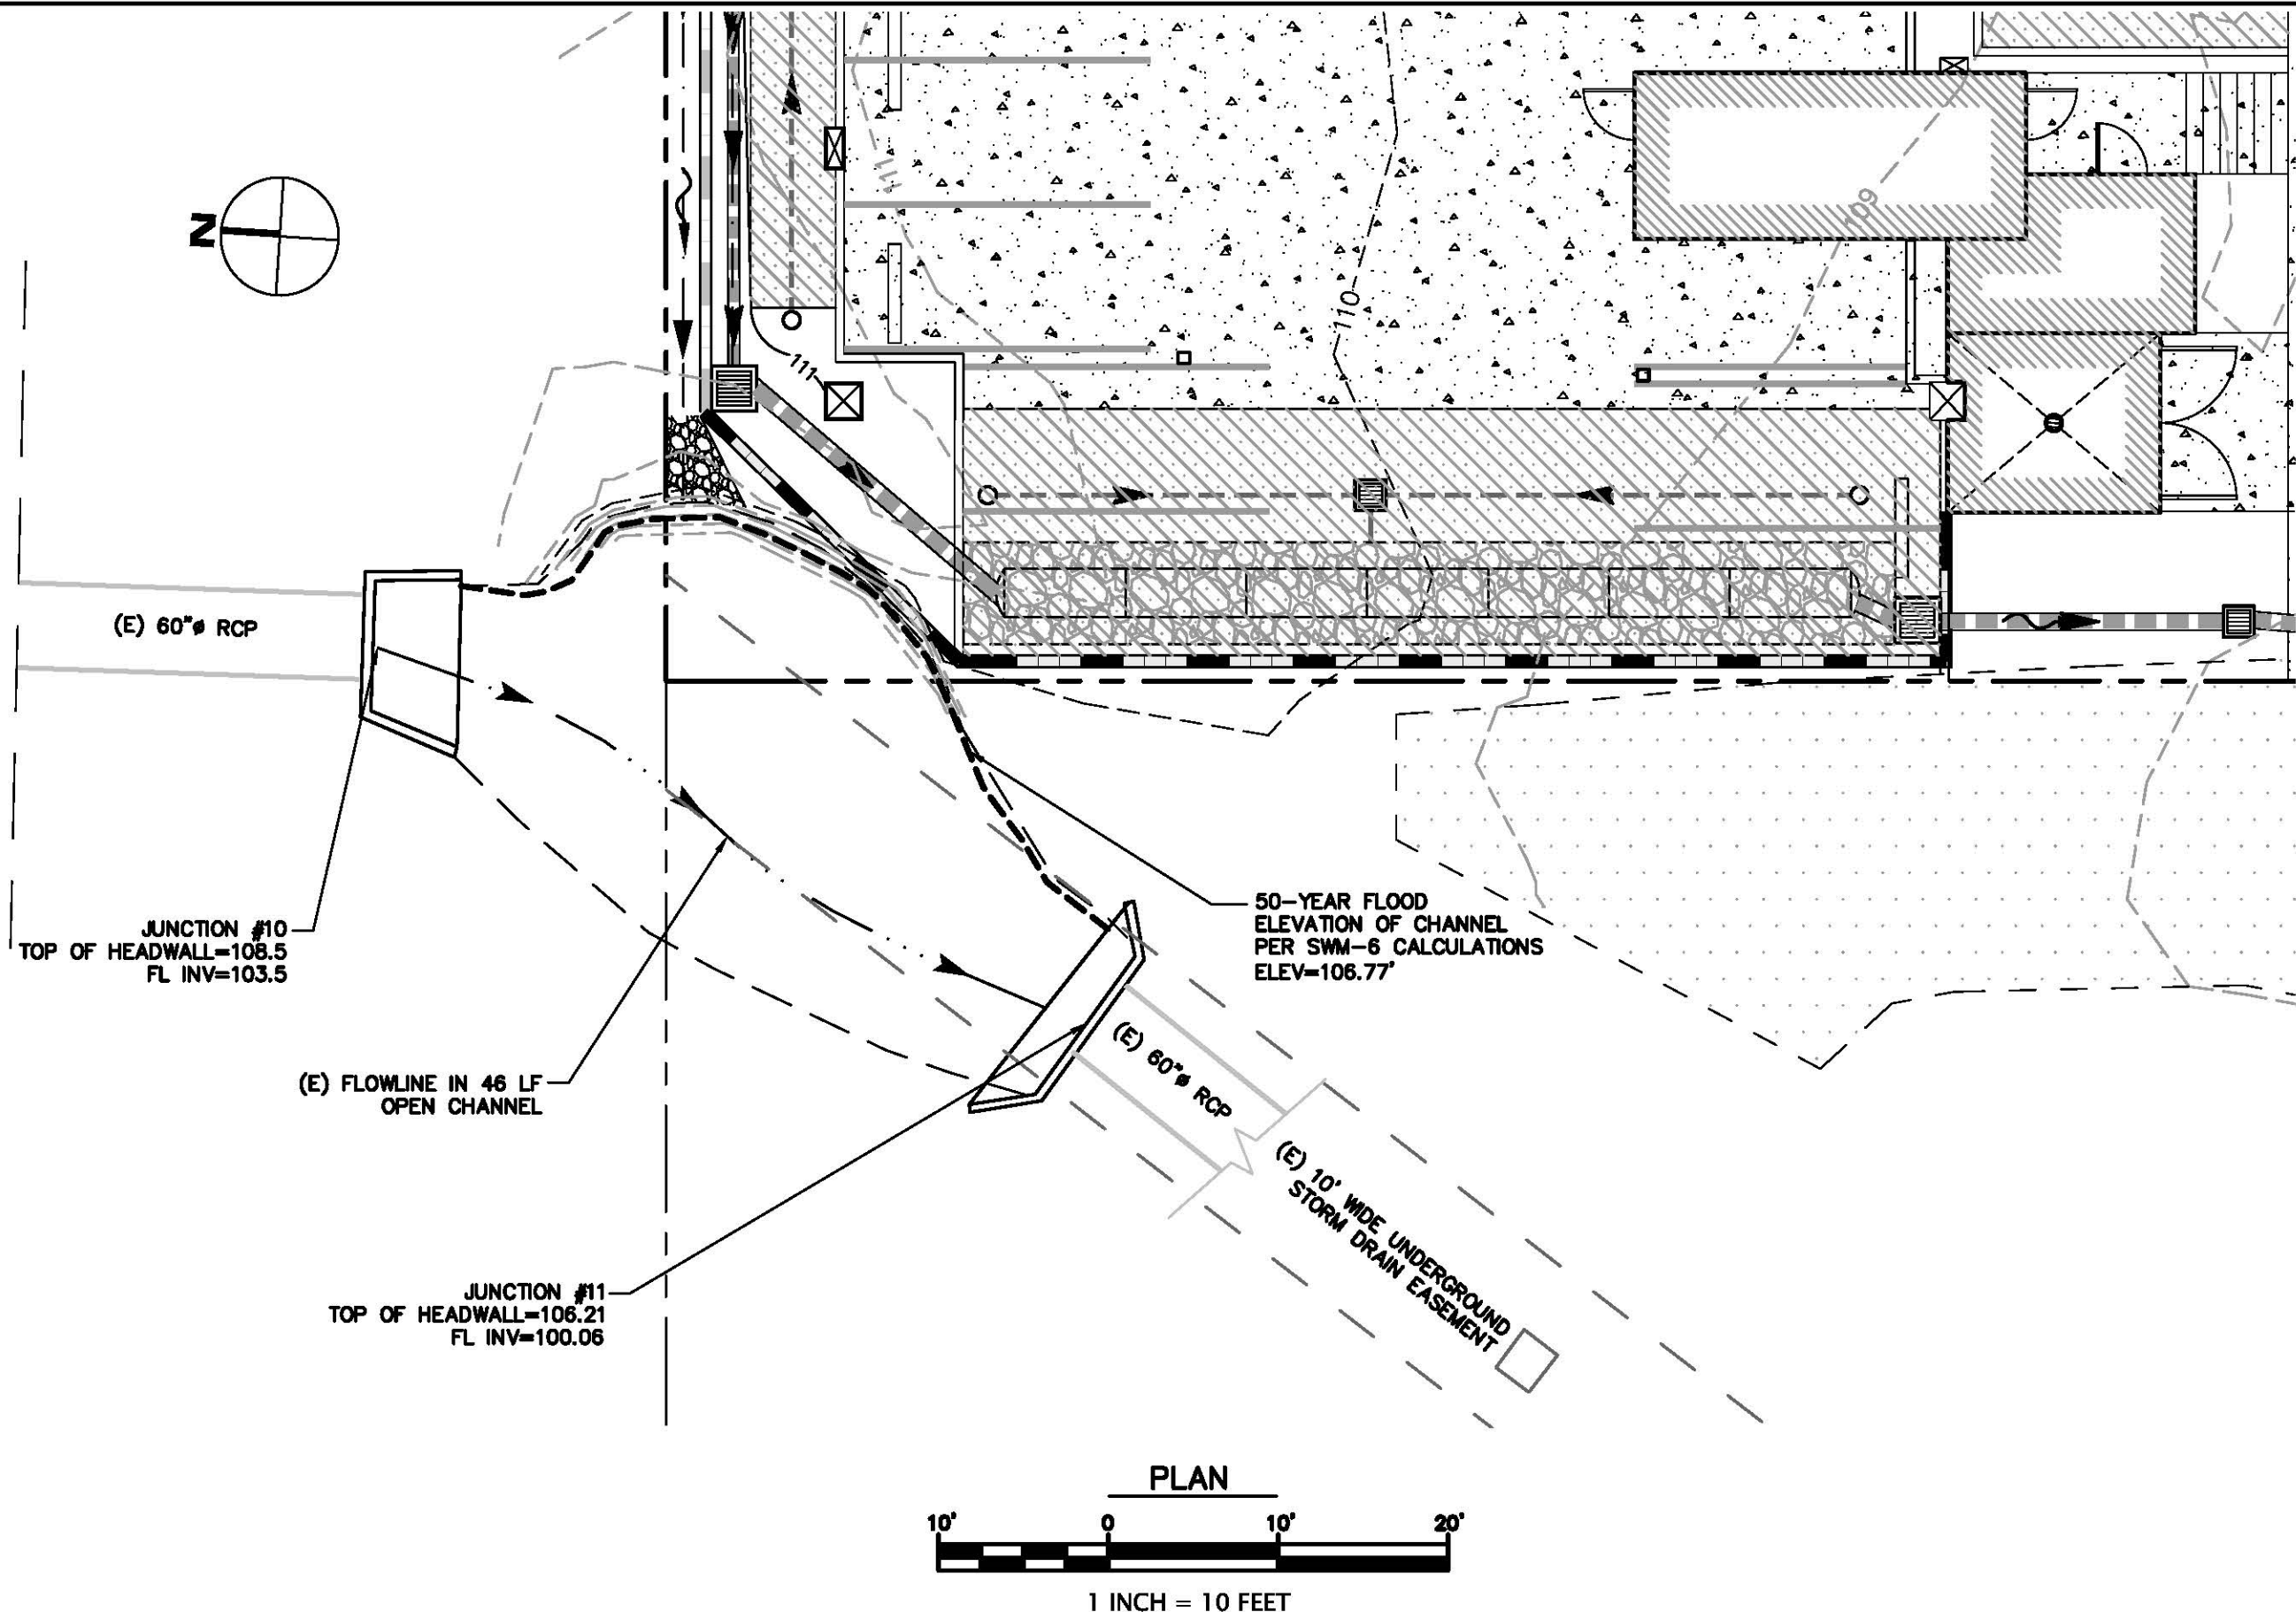 N
111
111
110
109
(E) 60"ø RCP
JUNCTION #10
TOP OF HEADWALL=108.5
FL INV=103.5
50-YEAR FLOOD
ELEVATION OF CHANNEL
PER SWM-6 CALCULATIONS
ELEV=106.77'
(E) FLOWLINE IN 46 LF
OPEN CHANNEL
(E) 60"ø RCP
(E) 10' WIDE UNDERGROUND
STORM DRAIN EASEMENT
JUNCTION #11
TOP OF HEADWALL=106.21
FL INV=100.06
PLAN
10' 0 10' 20'
1 INCH = 10 FEET